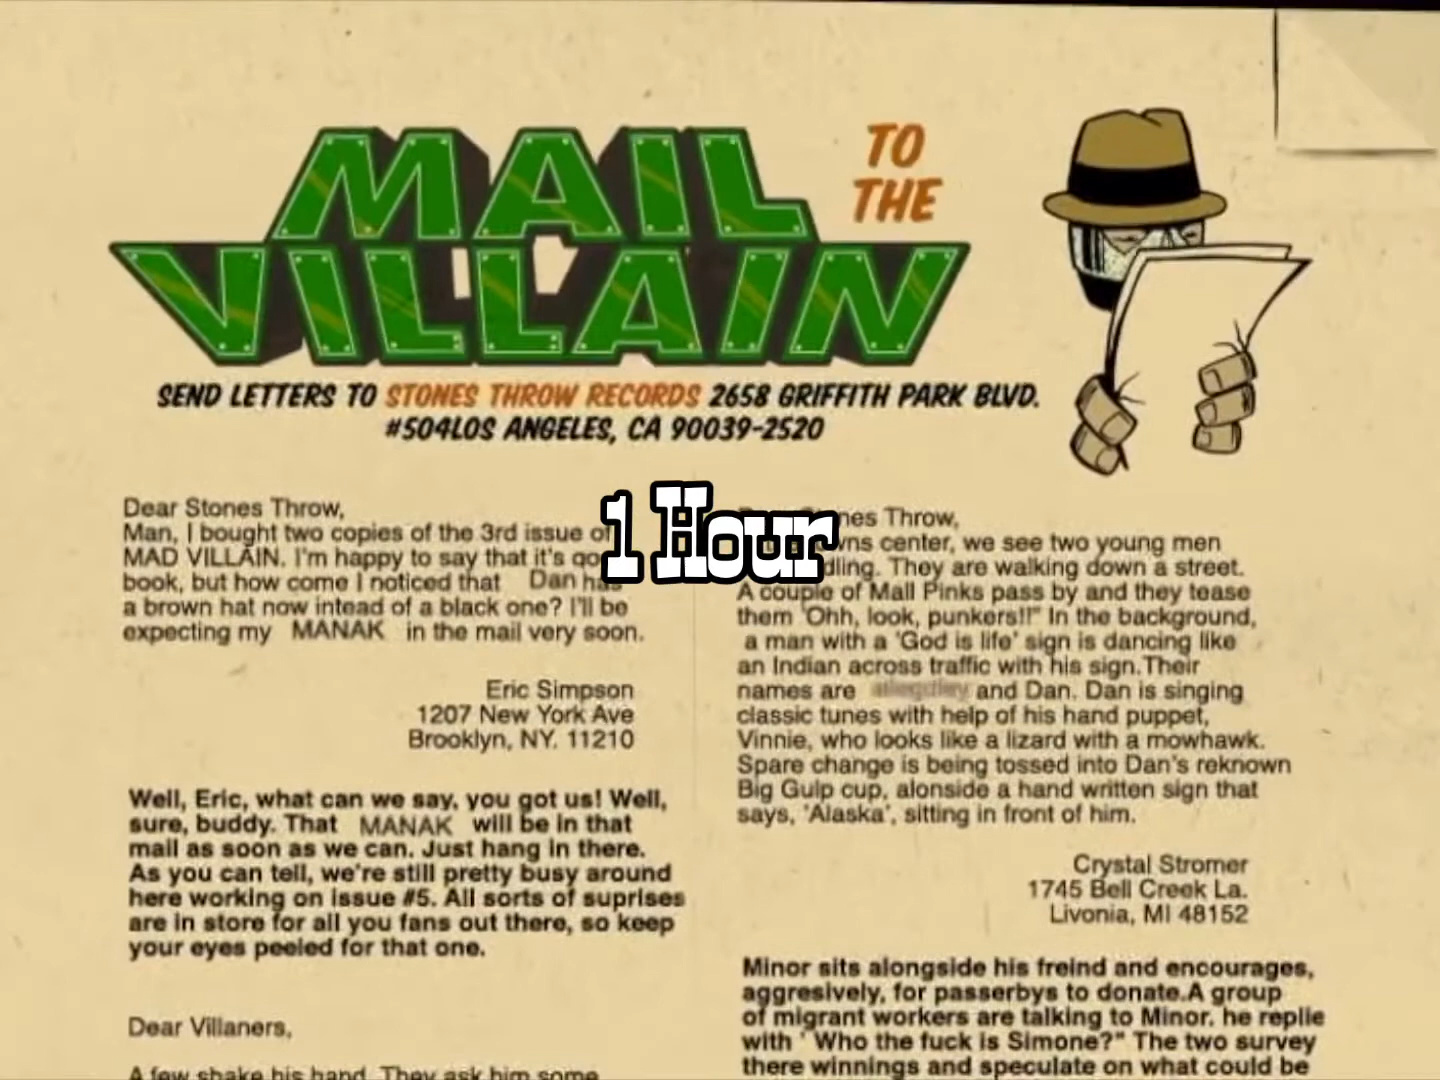 MAIL
TO
THE
VILLAIN
SEND LETTERS TO STONES THROW RECORDS 2658 GRIFFITH PARK BLVD.
#504LOS ANGELES, CA 90039-2520
1 Hour
Dear Stones Throw,
Man, I bought two copies of the 3rd issue of
MAD VILLAIN. I'm happy to say that it's
book, but how come I noticed that Dan has
a brown hat now intead of a black one? I'll be
expecting my MANAK in the mail very soon.
Eric Simpson
1207 New York Ave
Brooklyn, NY. 11210
Well, Eric, what can we say, you got us! Well,
sure, buddy. That MANAK will be in that
mail as soon as we can. Just hang in there.
As you can tell, we're still pretty busy around
here working on issue #5. All sorts of suprises
are in store for all you fans out there, so keep
your eyes peeled for that one.
Dear Villaners,
A few shake his hand. They ask him some
Throw,
center, we see two young men
They are walking down a street.
A couple of Mall Pinks pass by and they tease
them 'Ohh, look, punkers!!" In the background,
a man with a 'God is life' sign is dancing like
an Indian across traffic with his sign.Their
names are and Dan. Dan is singing
classic tunes with help of his hand puppet,
Vinnie, who looks like a lizard with a mowhawk.
Spare change is being tossed into Dan's reknown
Big Gulp cup, alonside a hand written sign that
says, 'Alaska', sitting in front of him.
Crystal Stromer
1745 Bell Creek La.
Livonia, MI 48152
Minor sits alongside his freind and encourages,
aggresively, for passerbys to donate.A group
of migrant workers are talking to Minor. he replie
with ' Who the fuck is Simone?" The two survey
there winnings and speculate on what could be